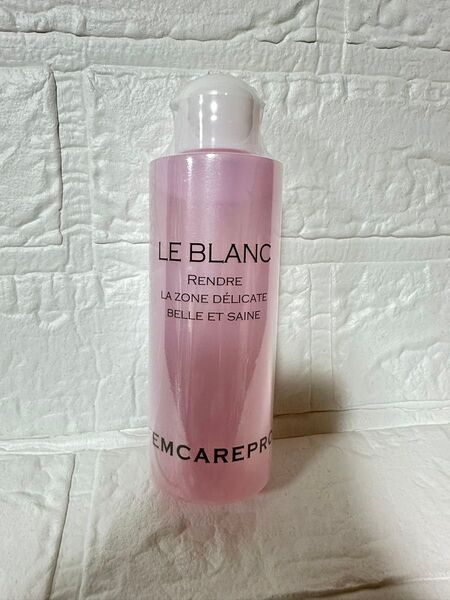 LE BLANC
RENDRE
LA ZONE DÉLICATE
BELLE ET SAINE
EMCAREPRO